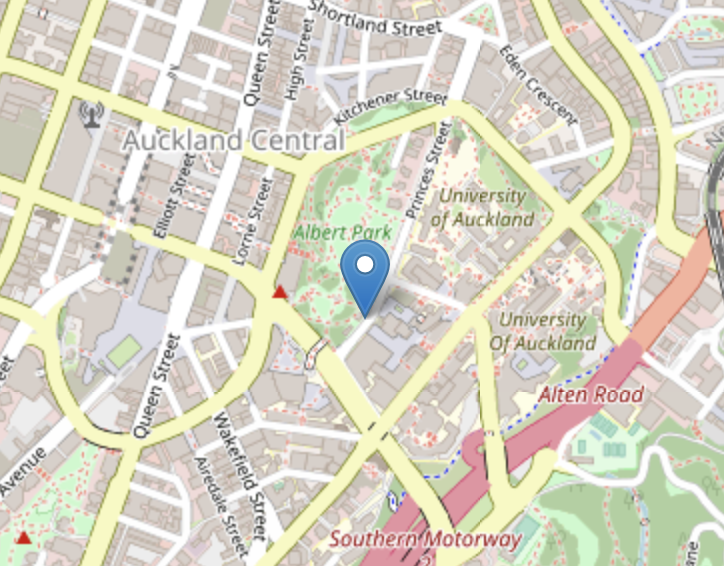 Shortland Street
Queen Street
High Street
Eden Crescent
Kitchener Street
Auckland Central
Princes Street
Elliott Street
Lorne Street
University
of Auckland
Albert Park
University
Of Auckland
Queen Street
Alten Road
Wakefield Street
Airedale Street
Avenue
Southern Motorway